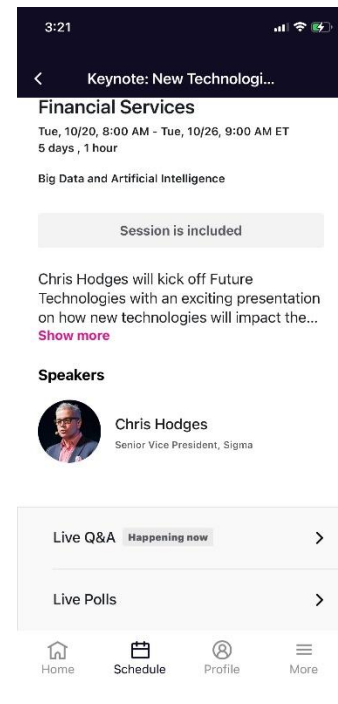 3:21
Keynote: New Technologi...
Financial Services
Tue, 10/20, 8:00 AM - Tue, 10/26, 9:00 AM ET
5 days , 1 hour
Big Data and Artificial Intelligence
Session is included
Chris Hodges will kick off Future
Technologies with an exciting presentation
on how new technologies will impact the...
Show more
Speakers
Chris Hodges
Senior Vice President, Sigma
Live Q&A Happening now
Live Polls
Home Schedule Profile More